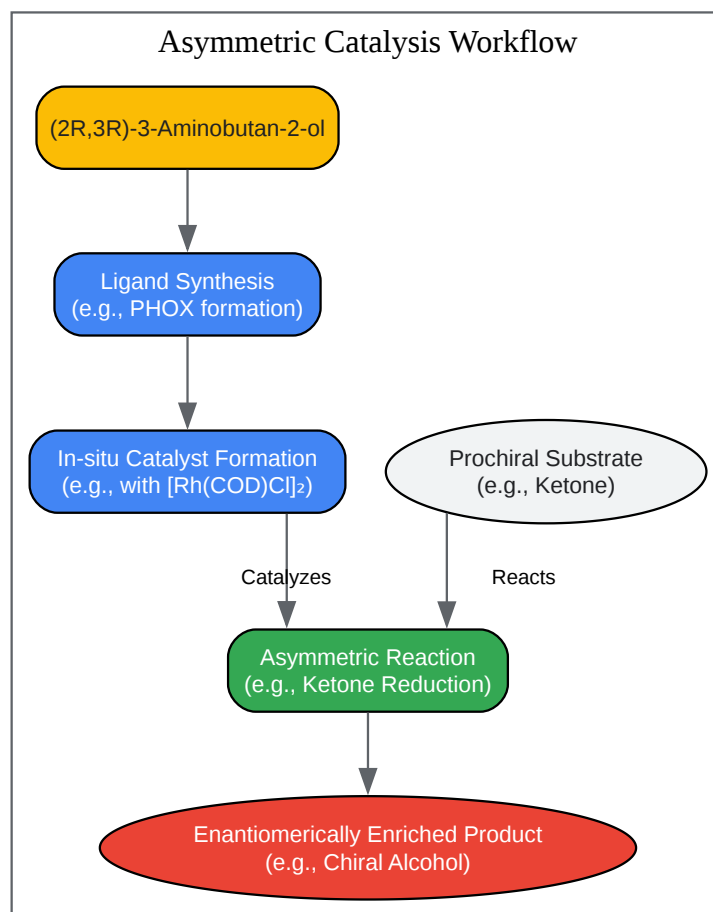 Asymmetric Catalysis Workflow
(2R,3R)-3-Aminobutan-2-ol
Ligand Synthesis
(e.g., PHOX formation)
In-situ Catalyst Formation
(e.g., with [Rh(COD)Cl]₂)
Prochiral Substrate
(e.g., Ketone)
Catalyzes
Reacts
Asymmetric Reaction
(e.g., Ketone Reduction)
Enantiomerically Enriched Product
(e.g., Chiral Alcohol)